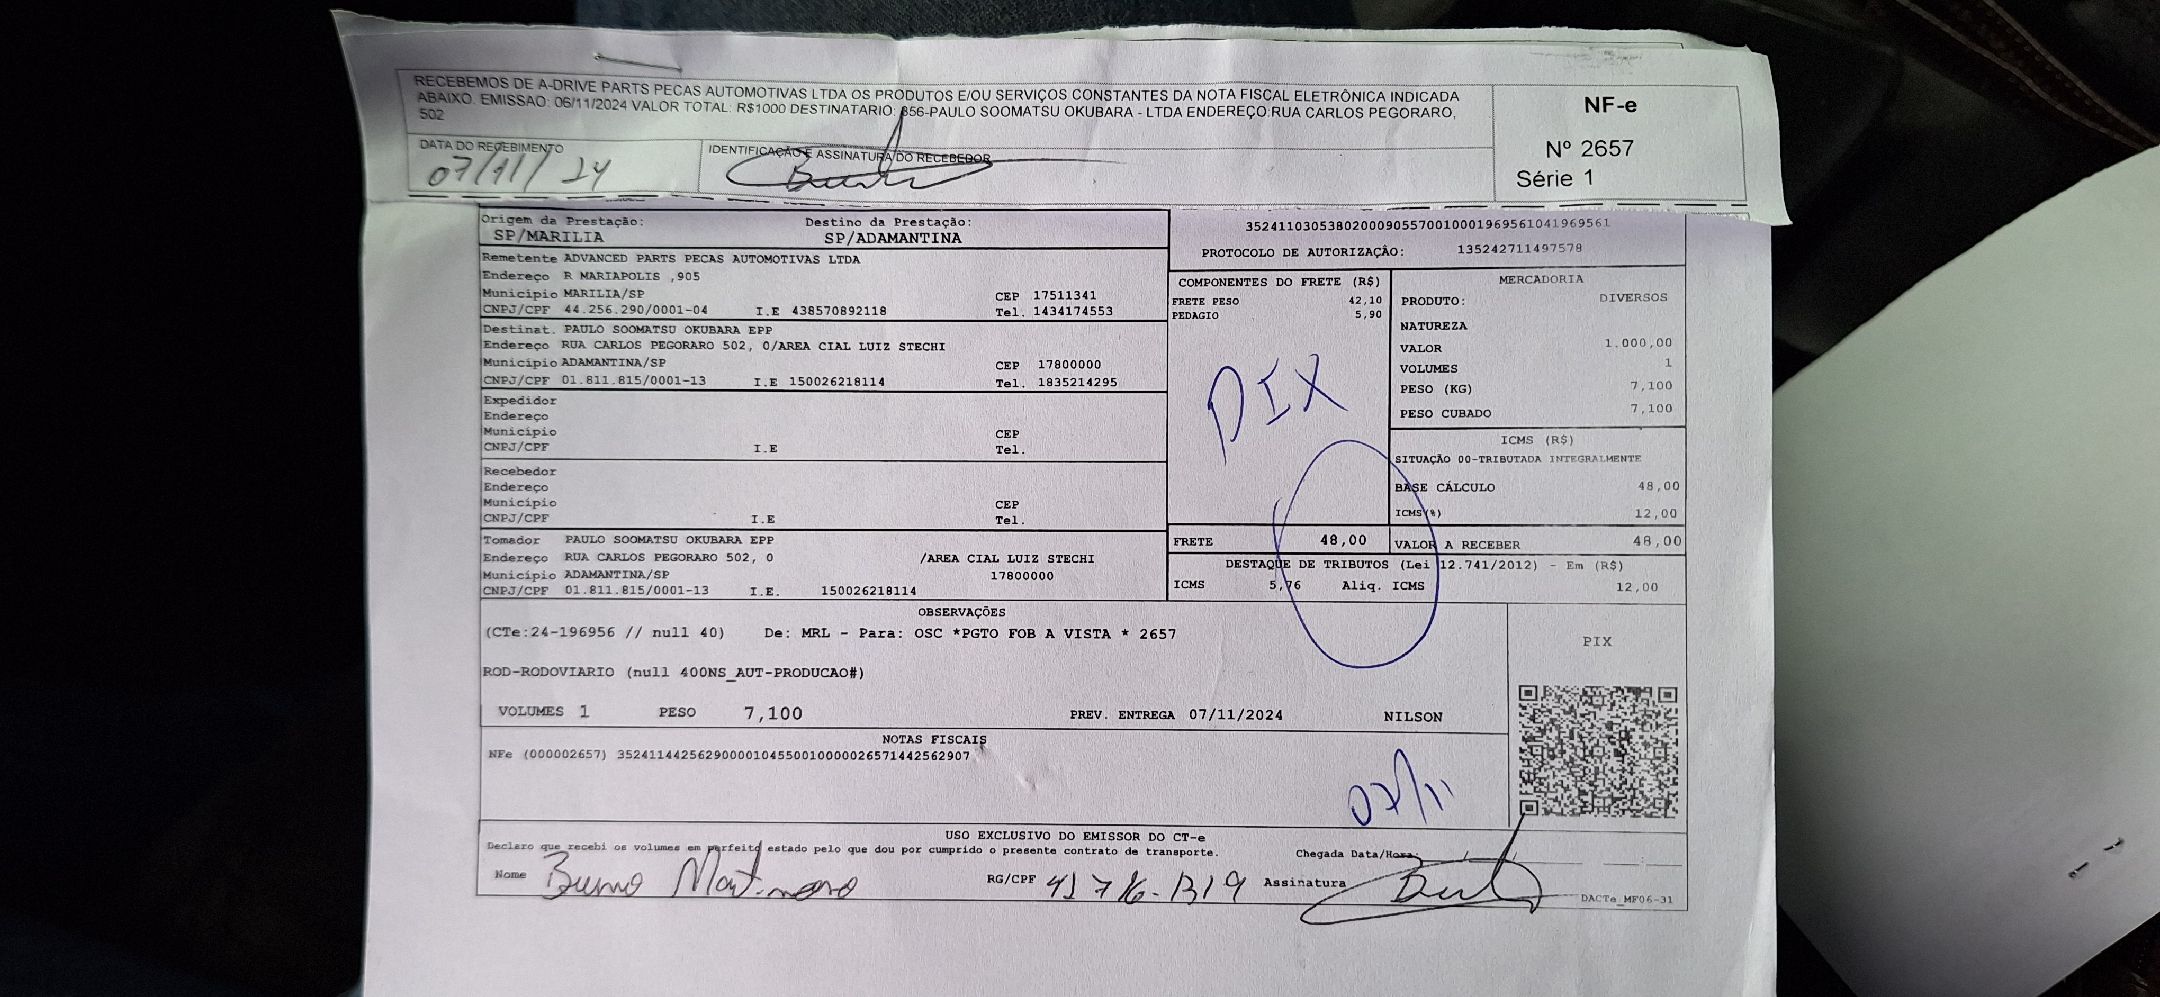 RECEBEMOS DE A-DRIVE PARTS PECAS AUTOMOTIVAS LTDA OS PRODUTOS E/OU SERVIÇOS CONSTANTES DA NOTA FISCAL ELETRÔNICA INDICADA
ABAIXO. EMISSAO: 06/11/2024 VALOR TOTAL: R$1000 DESTINATARIO: 856-PAULO SOOMATSU OKUBARA - LTDA ENDEREÇO:RUA CARLOS PEGORARO,
502
NF-e
Nº 2657
Série 1
DATA DO RECEBIMENTO
07/11/24
IDENTIFICAÇÃO E ASSINATURA DO RECEBEDOR
Origem da Prestação:
SP/MARILIA
Destino da Prestação:
SP/ADAMANTINA
35241103053802000905570010001969561041969561
PROTOCOLO DE AUTORIZAÇÂO: 135242711497578
Remetente ADVANCED PARTS PECAS AUTOMOTIVAS LTDA
Endereço R MARIAPOLIS ,905
Município MARILIA/SP CEP 17511341
CNPJ/CPF 44.256.290/0001-04 I.E 438570892118 Tel. 1434174553
Destinat. PAULO SOOMATSU OKUBARA EPP
Endereço RUA CARLOS PEGORARO 502, 0/AREA CIAL LUIZ STECHI
Município ADAMANTINA/SP CEP 17800000
CNPJ/CPF 01.811.815/0001-13 I.E 150026218114 Tel. 1835214295
Expedidor
Endereço
Município CEP
CNPJ/CPF I.E Tel.
Recebedor
Endereço
Município CEP
CNPJ/CPF I.E Tel.
Tomador PAULO SOOMATSU OKUBARA EPP
Endereço RUA CARLOS PEGORARO 502, 0 /AREA CIAL LUIZ STECHI
Município ADAMANTINA/SP 17800000
CNPJ/CPF 01.811.815/0001-13 I.E. 150026218114
COMPONENTES DO FRETE (R$)
FRETE PESO 42,10
PEDAGIO 5,90
PIX
FRETE 48,00
MERCADORIA
PRODUTO: DIVERSOS
NATUREZA
VALOR 1.000,00
VOLUMES 1
PESO (KG) 7,100
PESO CUBADO 7,100
ICMS (R$)
SITUAÇÃO 00-TRIBUTADA INTEGRALMENTE
BASE CÁLCULO 48,00
ICMS(%) 12,00
VALOR A RECEBER 48,00
DESTAQUE DE TRIBUTOS (Lei 12.741/2012) - Em (R$)
ICMS 5,76 Aliq. ICMS 12,00
OBSERVAÇÕES
(CTe:24-196956 // null 40) De: MRL - Para: OSC *PGTO FOB A VISTA * 2657
ROD-RODOVIARIO (null 400NS_AUT-PRODUCAO#)
VOLUMES 1 PESO 7,100 PREV. ENTREGA 07/11/2024 NILSON
PIX
NOTAS FISCAIS
NFe (000002657) 35241144256290000104550010000026571442562907
07/11
USO EXCLUSIVO DO EMISSOR DO CT-e
Declaro que recebi os volumes em perfeito estado pelo que dou por cumprido o presente contrato de transporte. Chegada Data/Hora:
Nome Bruno RG/CPF Assinatura
DACTe_MF06-31